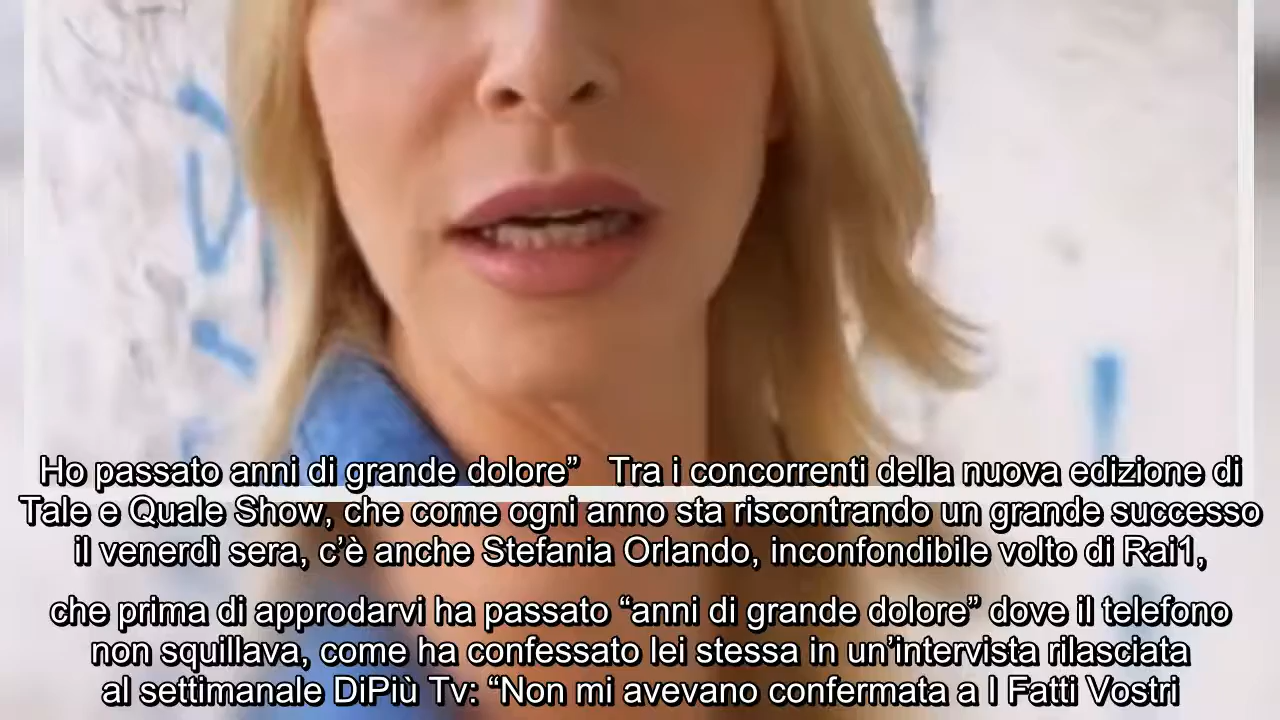 Ho passato anni di grande dolore”   Tra i concorrenti della nuova edizione di
Tale e Quale Show, che come ogni anno sta riscontrando un grande successo
il venerdì sera, c’è anche Stefania Orlando, inconfondibile volto di Rai1,
che prima di approdarvi ha passato “anni di grande dolore” dove il telefono
non squillava, come ha confessato lei stessa in un’intervista rilasciata
al settimanale DiPiù Tv: “Non mi avevano confermata a I Fatti Vostri